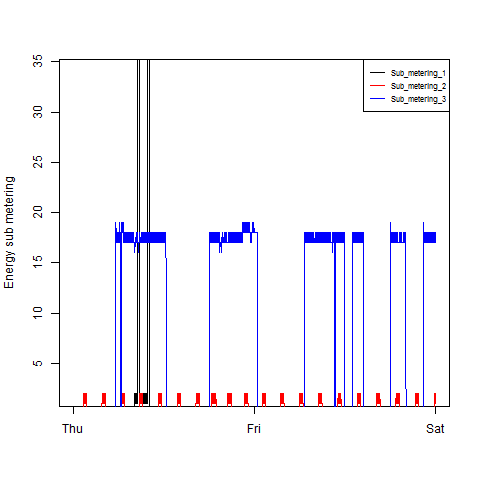 Energy sub metering
35
30
25
20
15
10
5
Sub_metering_1
Sub_metering_2
Sub_metering_3
Thu Fri Sat